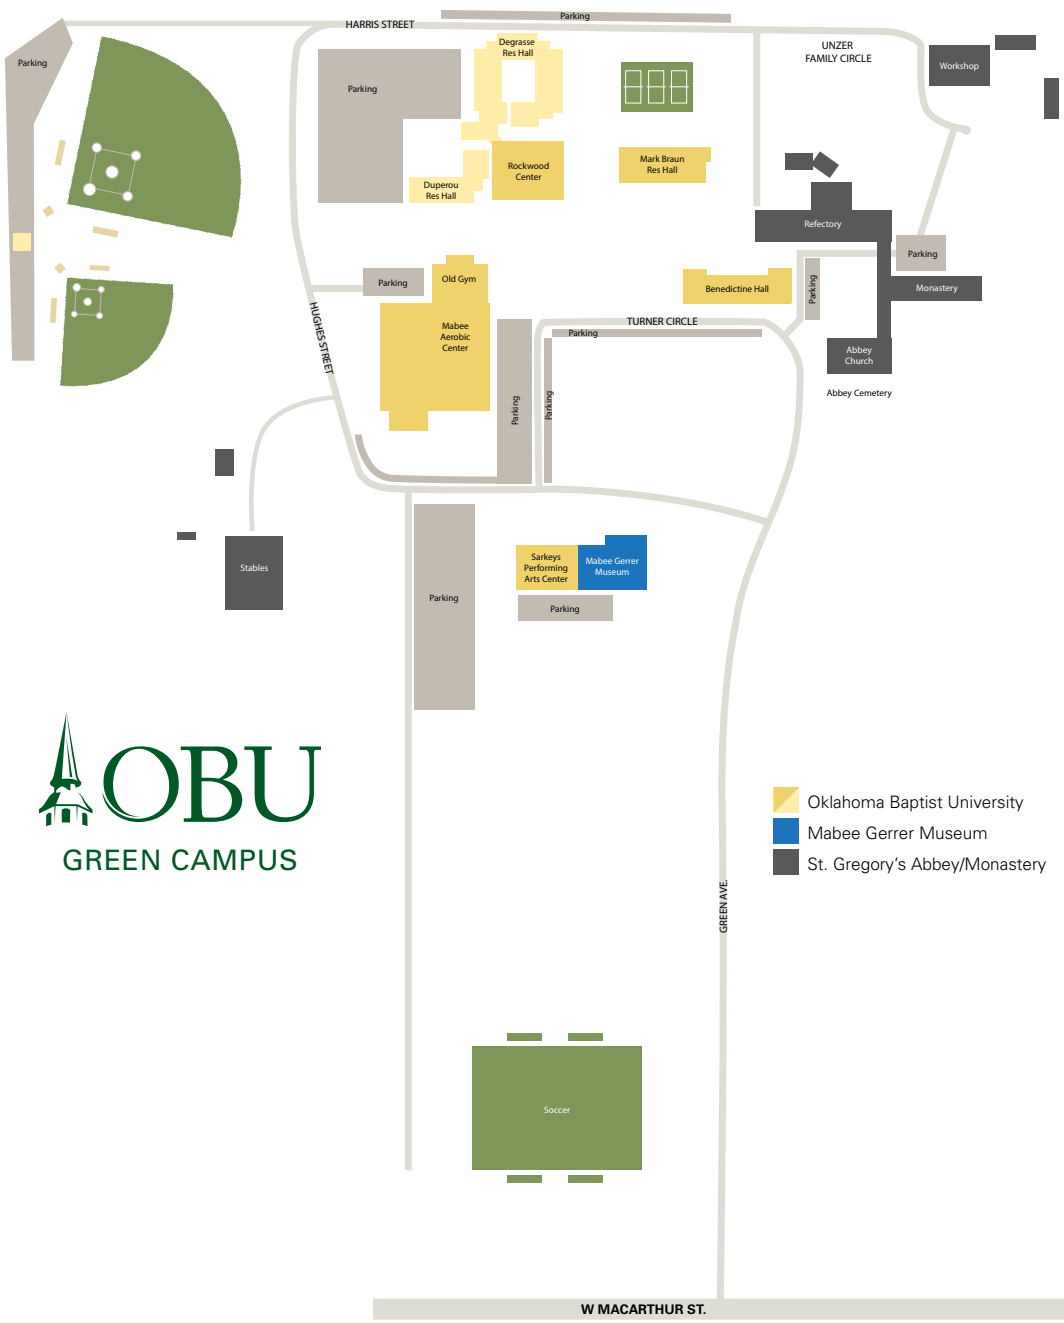 Parking
HARRIS STREET
UNZER
FAMILY CIRCLE
Parking
Degrasse
Res Hall
Workshop
Parking
Mark Braun
Res Hall
Rockwood
Center
Duperou
Res Hall
Refectory
Parking
Parking
Old Gym
Benedictine Hall
Parking
Monastery
HUGHES STREET
Mabee
Aerobic
Center
TURNER CIRCLE
Parking
Abbey
Church
Abbey Cemetery
Parking
Parking
Stables
Sarkeys
Performing
Arts Center
Mabee Gerrer
Museum
Parking
Parking
OBU
GREEN CAMPUS
Oklahoma Baptist University
Mabee Gerrer Museum
St. Gregory's Abbey/Monastery
GREEN AVE.
Soccer
W MACARTHUR ST.